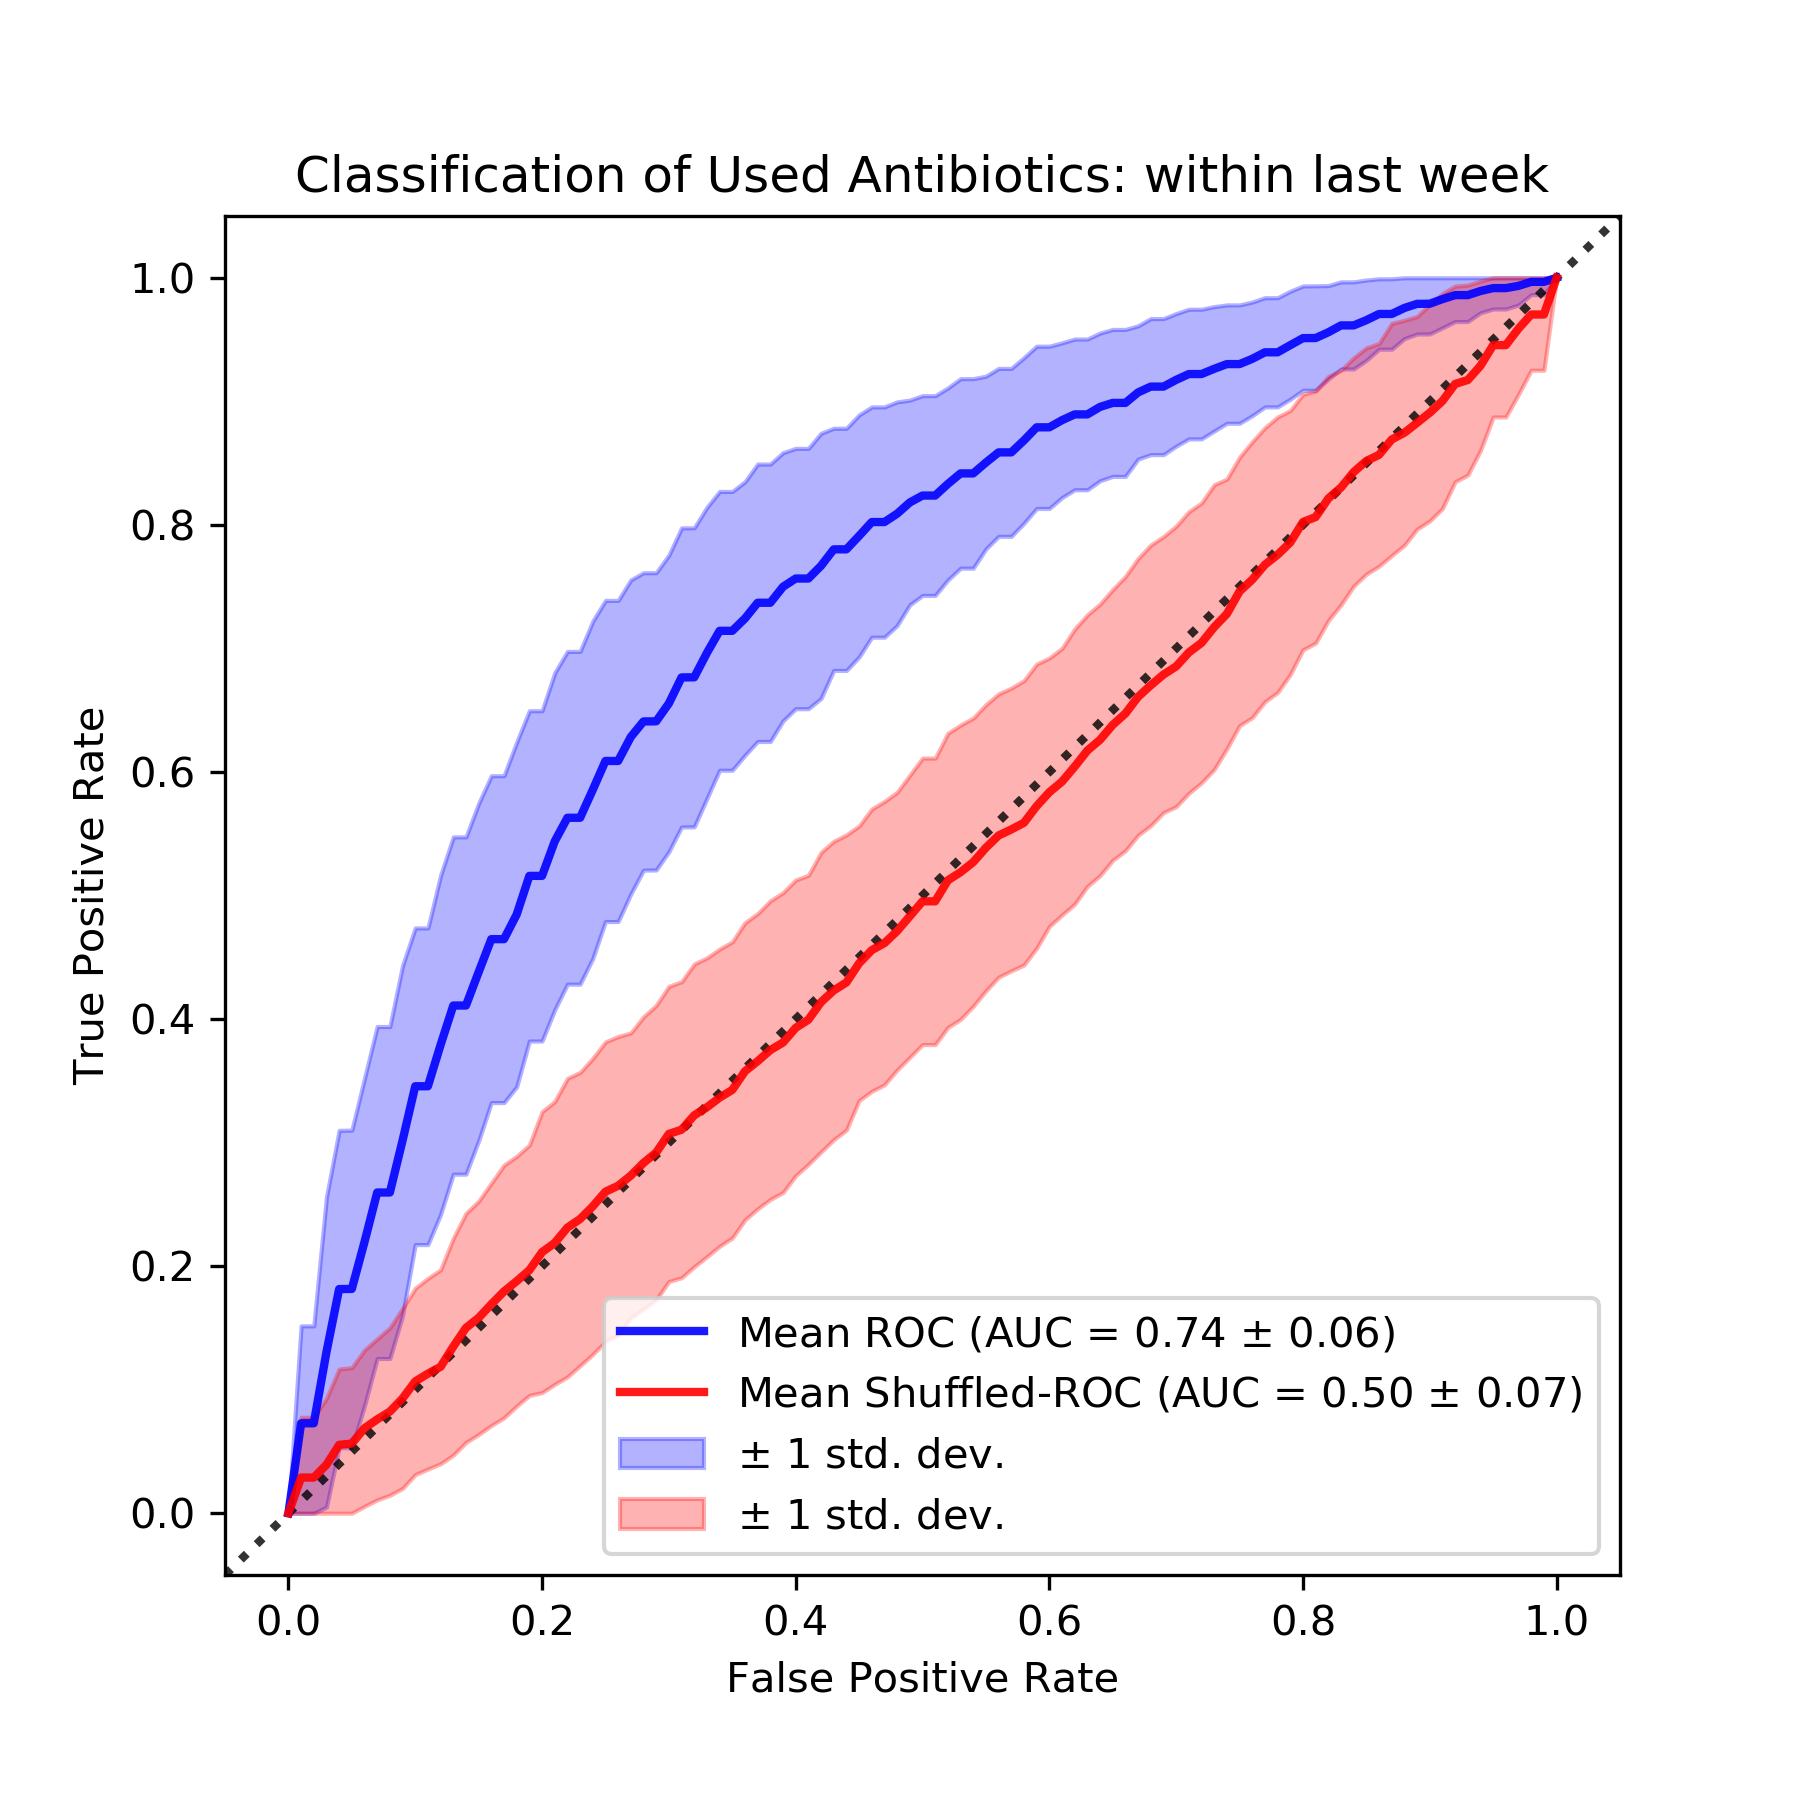 Classification of Used Antibiotics: within last week
1.0
0.8
0.6
0.4
0.2
0.0
True Positive Rate
Mean ROC (AUC = 0.74 ± 0.06)
Mean Shuffled-ROC (AUC = 0.50 ± 0.07)
± 1 std. dev.
± 1 std. dev.
0.0 0.2 0.4 0.6 0.8 1.0
False Positive Rate